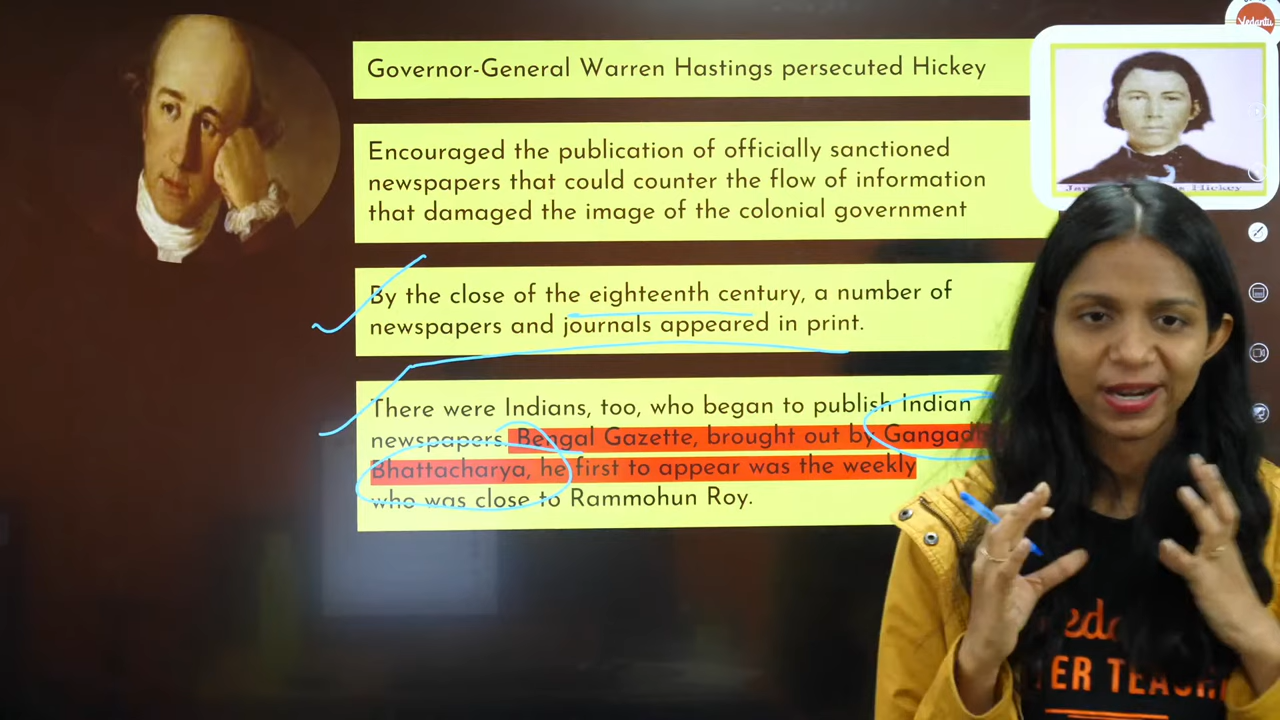 Vedantu
Governor-General Warren Hastings persecuted Hickey
Encouraged the publication of officially sanctioned
newspapers that could counter the flow of information
that damaged the image of the colonial government
Hickey
By the close of the eighteenth century, a number of
newspapers and journals appeared in print.
There were Indians, too, who began to publish Indian
newspapers. Bengal Gazette, brought out by
Bhattacharya, he first to appear was the weekly
who was close to Rammohun Roy.